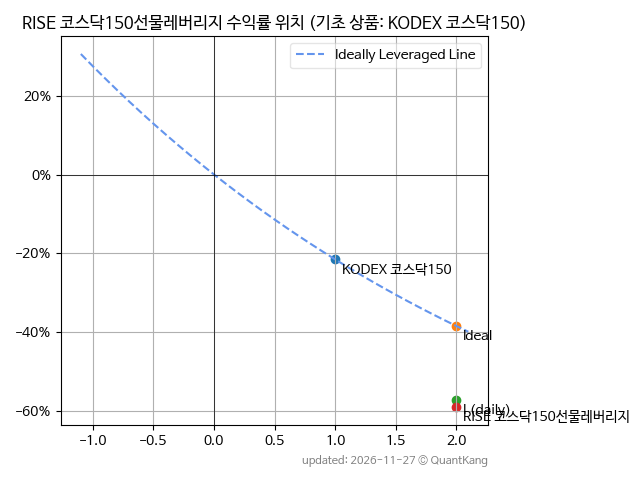 RISE 코스닥150선물레버리지 수익률 위치 (기초 상품: KODEX 코스닥150)
Ideally Leveraged Line
20%
0%
−20%
−40%
−60%
KODEX 코스닥150
Ideal
(daily)
RISE 코스닥150선물레버리지
−1.0
−0.5
0.0
0.5
1.0
1.5
2.0
updated: 2026-11-27 © QuantKang